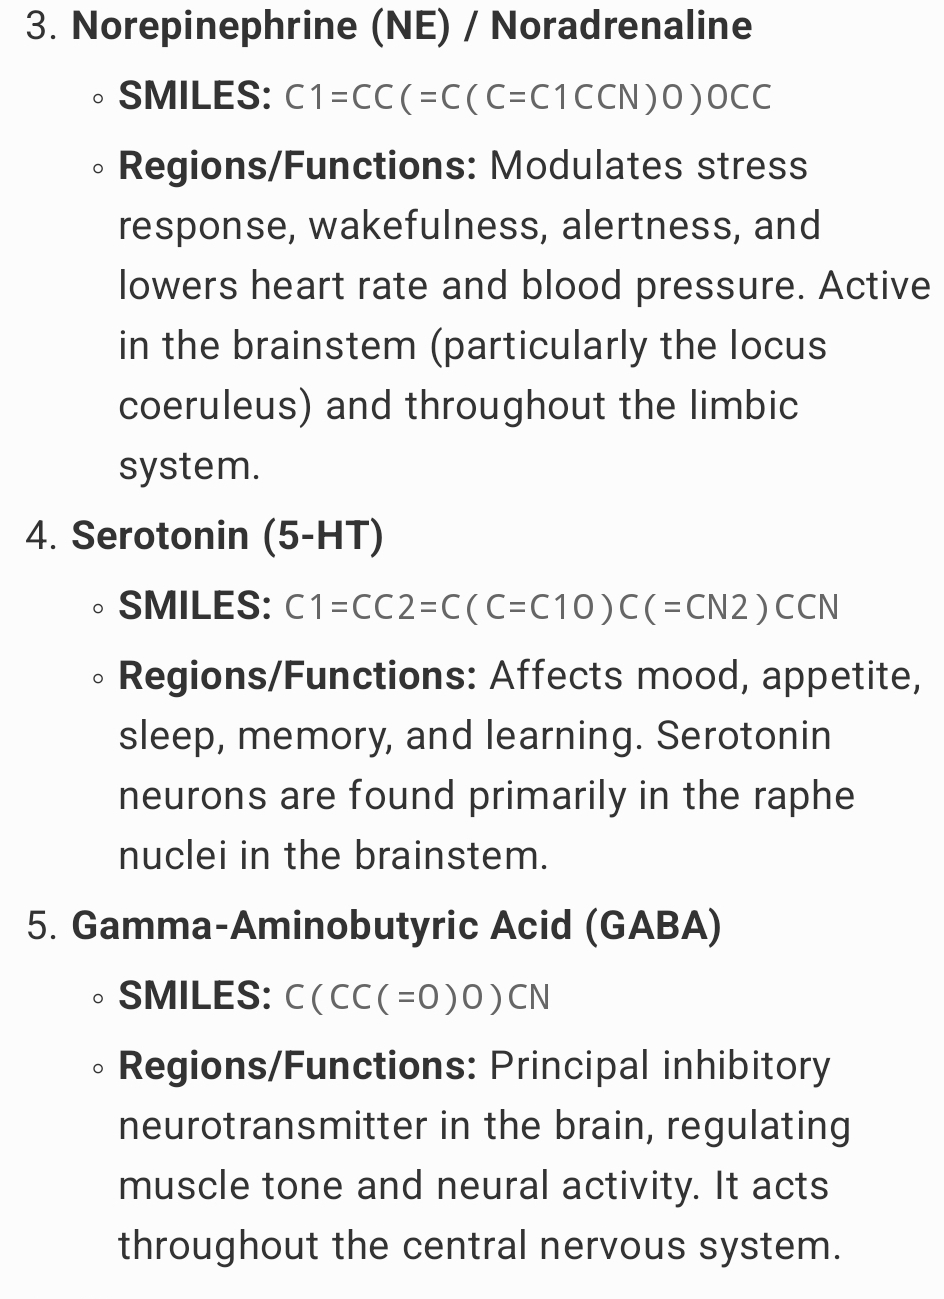 3. Norepinephrine (NE) / Noradrenaline
◦ SMILES: C1=CC(=C(C=C1CCN)O)OCC
◦ Regions/Functions: Modulates stress
response, wakefulness, alertness, and
lowers heart rate and blood pressure. Active
in the brainstem (particularly the locus
coeruleus) and throughout the limbic
system.
4. Serotonin (5-HT)
◦ SMILES: C1=CC2=C(C=C1O)C(=CN2)CCN
◦ Regions/Functions: Affects mood, appetite,
sleep, memory, and learning. Serotonin
neurons are found primarily in the raphe
nuclei in the brainstem.
5. Gamma-Aminobutyric Acid (GABA)
◦ SMILES: C(CC(=O)O)CN
◦ Regions/Functions: Principal inhibitory
neurotransmitter in the brain, regulating
muscle tone and neural activity. It acts
throughout the central nervous system.